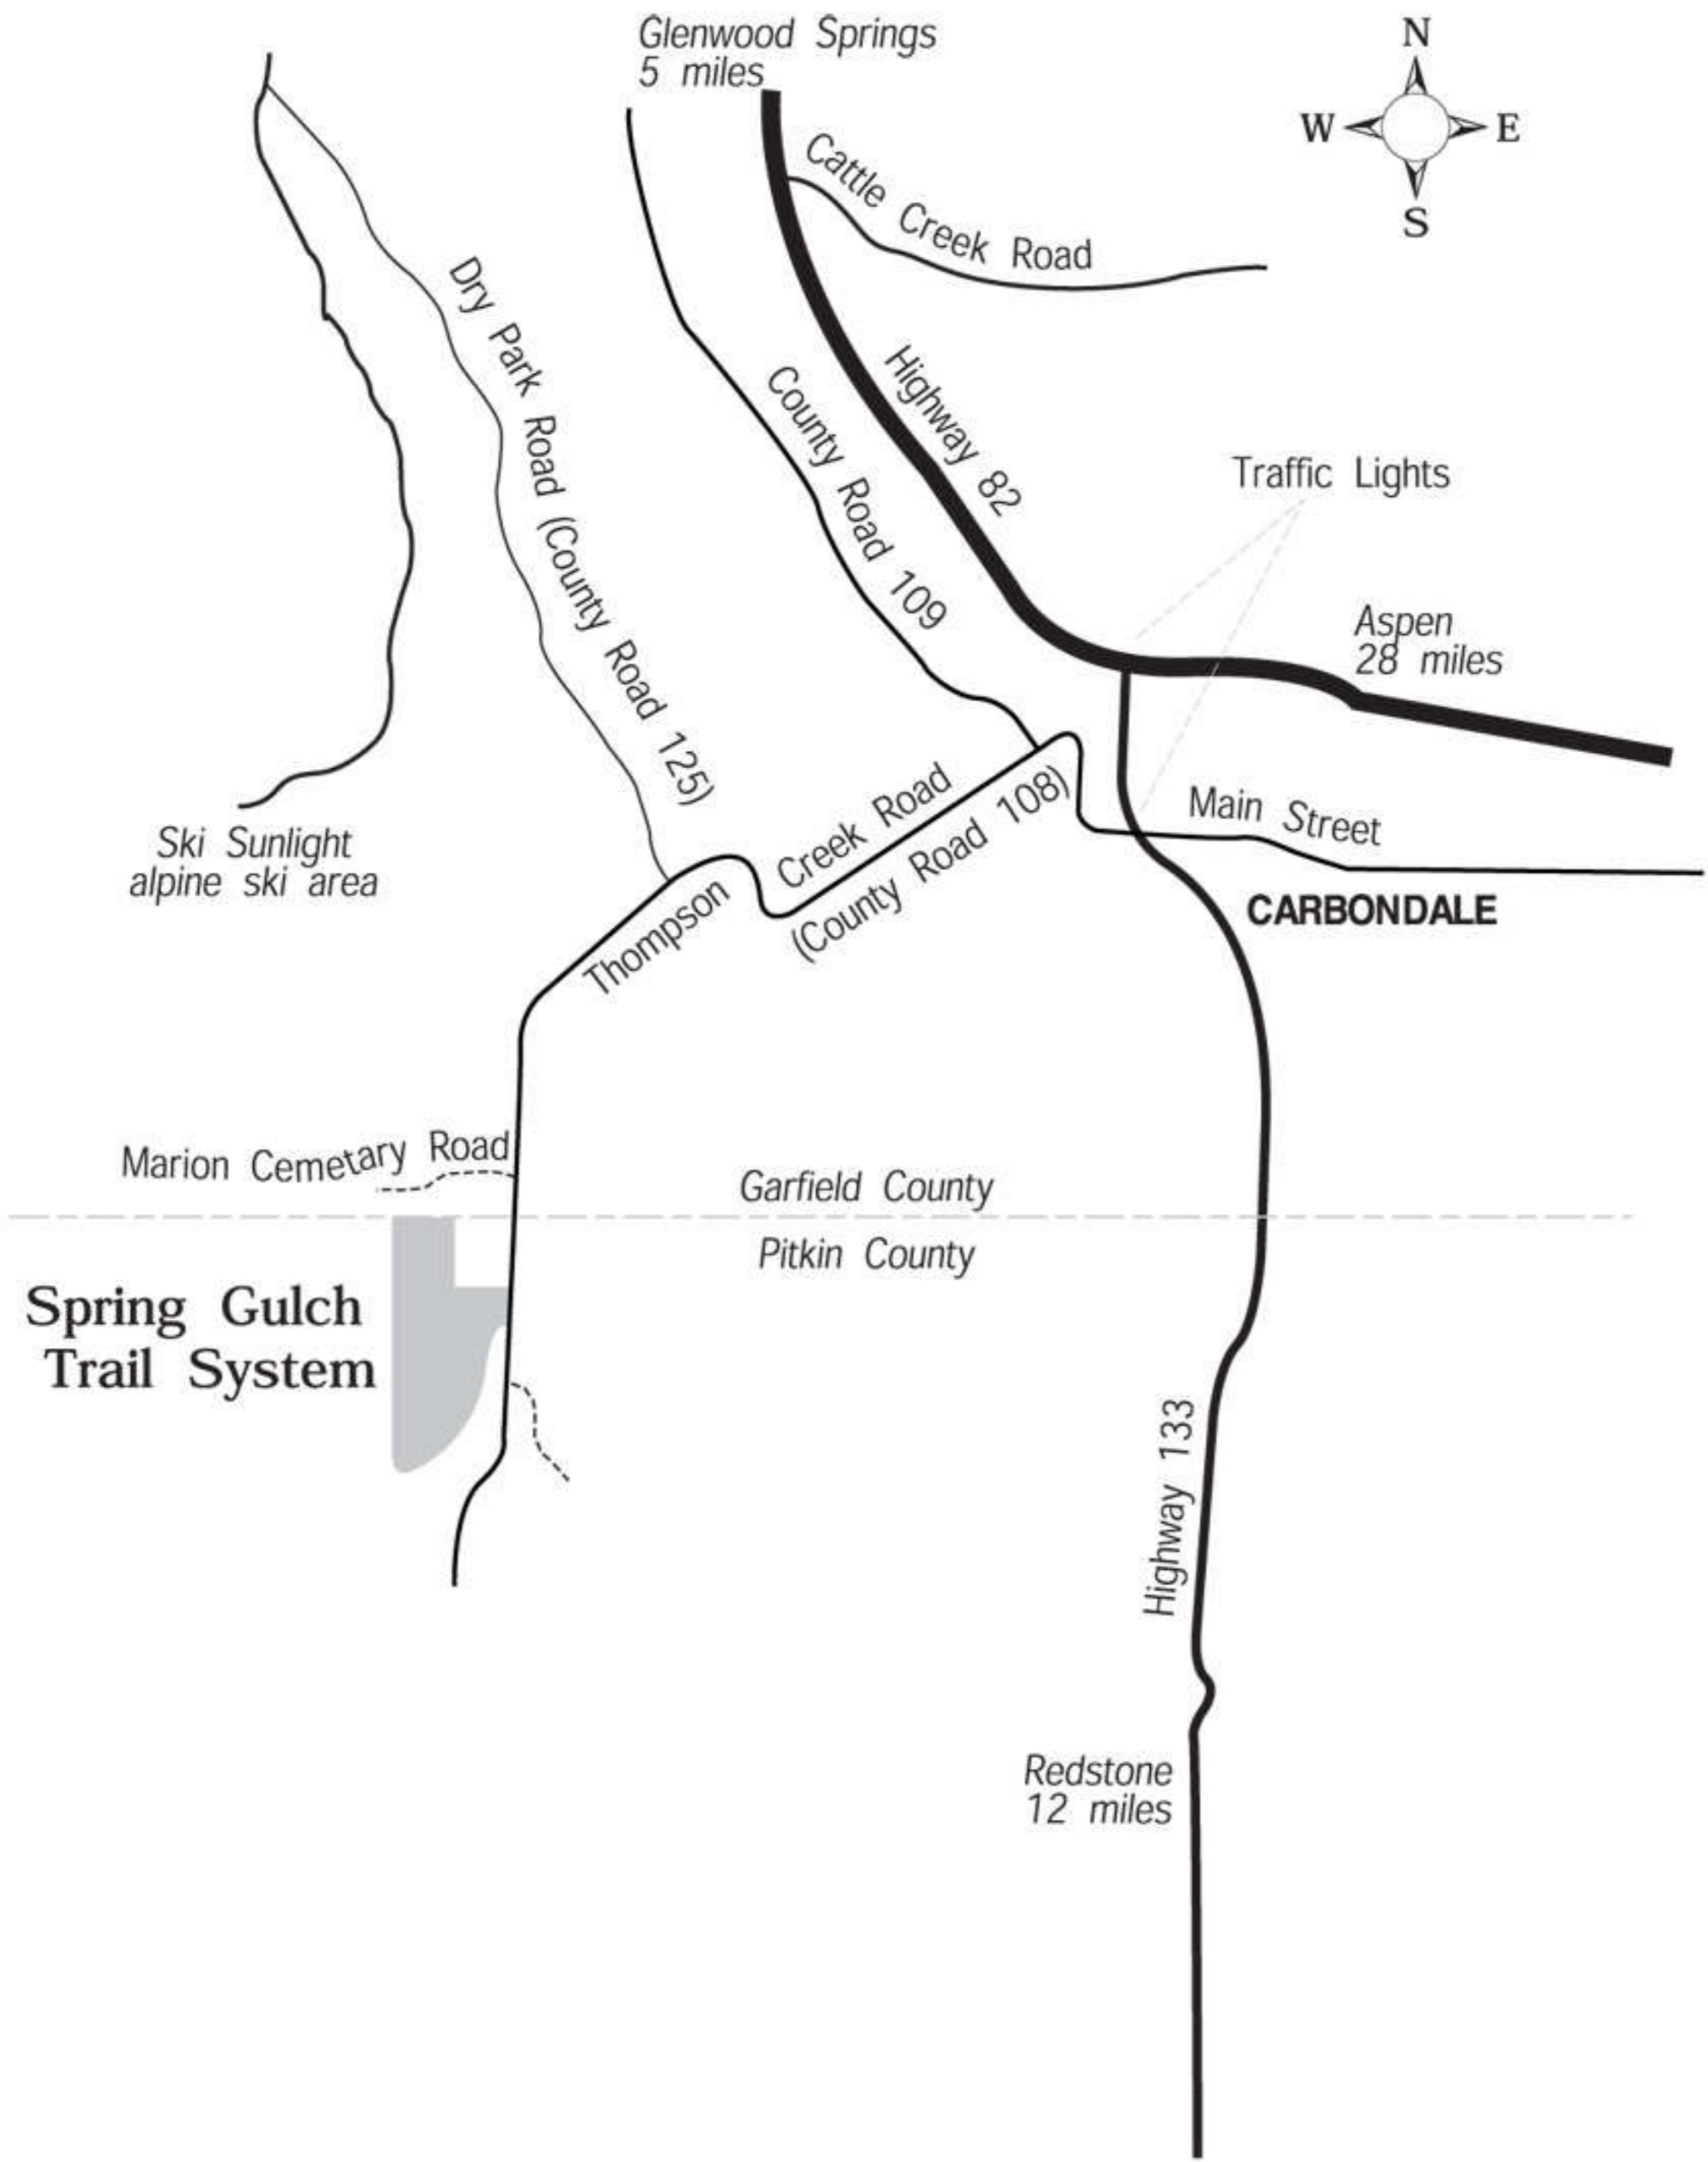 Glenwood Springs
5 miles
N
W
E
S
Cattle Creek Road
Dry Park Road (County Road 125)
County Road 109
Highway 82
Traffic Lights
Aspen
28 miles
Main Street
CARBONDALE
Ski Sunlight
alpine ski area
Thompson Creek Road
(County Road 108)
Marion Cemetary Road
Garfield County
Pitkin County
Spring Gulch
Trail System
Highway 133
Redstone
12 miles